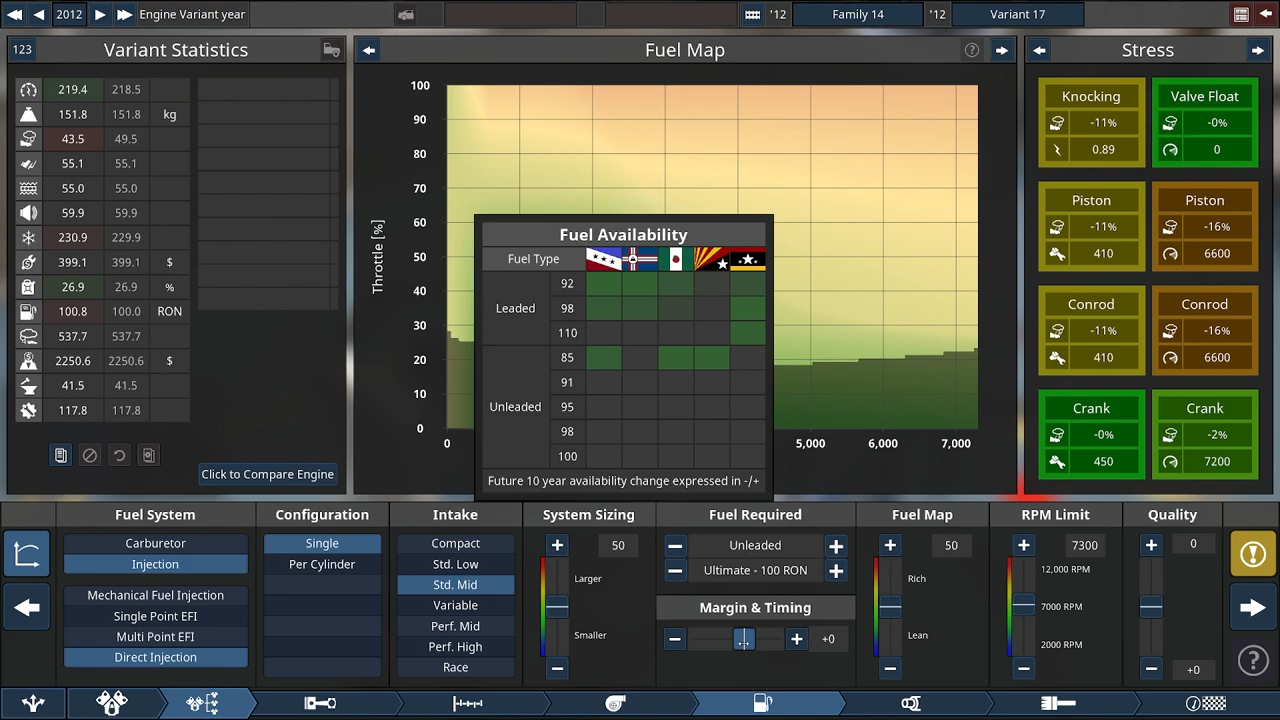 2012
Engine Variant year
'12
Family 14
'12
Variant 17
123
Variant Statistics
219.4 218.5
151.8 151.8 kg
43.5 49.5
55.1 55.1
55.0 55.0
59.9 59.9
230.9 229.9
399.1 399.1 $
26.9 26.9 %
100.8 100.0 RON
537.7 537.7
2250.6 2250.6 $
41.5 41.5
117.8 117.8
Click to Compare Engine
Fuel Map
?
100
90
80
70
60
50
40
30
20
10
0
Throttle [%]
0
5,000
6,000
7,000
Fuel Availability
Fuel Type
Leaded
92
98
110
Unleaded
85
91
95
98
100
Future 10 year availability change expressed in -/+
Stress
Knocking
-11%
0.89
Valve Float
-0%
0
Piston
-11%
410
Piston
-16%
6600
Conrod
-11%
410
Conrod
-16%
6600
Crank
-0%
450
Crank
-2%
7200
Fuel System
Carburetor
Injection
Mechanical Fuel Injection
Single Point EFI
Multi Point EFI
Direct Injection
Configuration
Single
Per Cylinder
Intake
Compact
Std. Low
Std. Mid
Variable
Perf. Mid
Perf. High
Race
System Sizing
+
50
Larger
Smaller
−
Fuel Required
− Unleaded +
− Ultimate - 100 RON +
Margin & Timing
− + +0
Fuel Map
+
50
Rich
Lean
−
RPM Limit
+
7300
12,000 RPM
7000 RPM
2000 RPM
−
Quality
+
0
−
+0
?